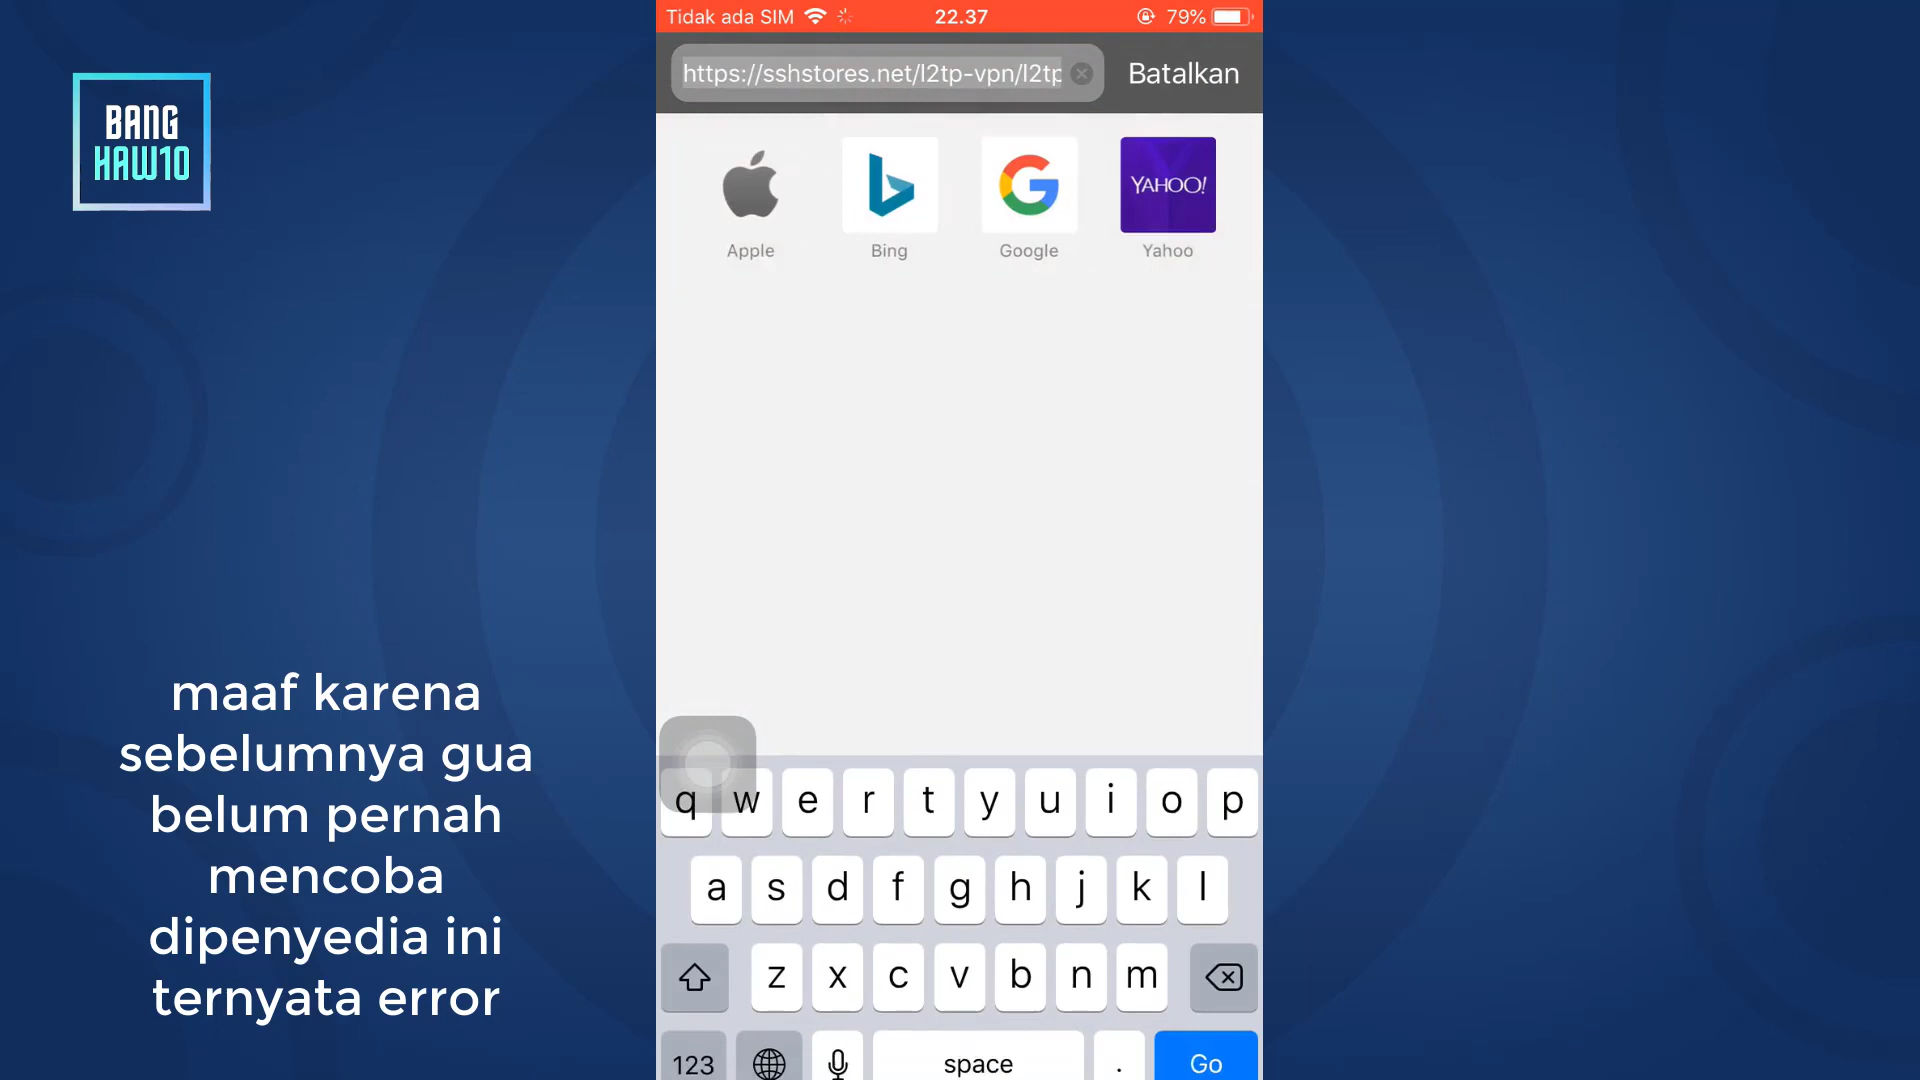 Tidak ada SIM 22.37 79%
https://sshstores.net/l2tp-vpn/l2tp Batalkan
BANG
HAW10
YAHOO!
Apple Bing Google Yahoo
maaf karena
sebelumnya gua
belum pernah
mencoba
dipenyedia ini
ternyata error
q w e r t y u i o p
a s d f g h j k l
z x c v b n m
123 space . Go